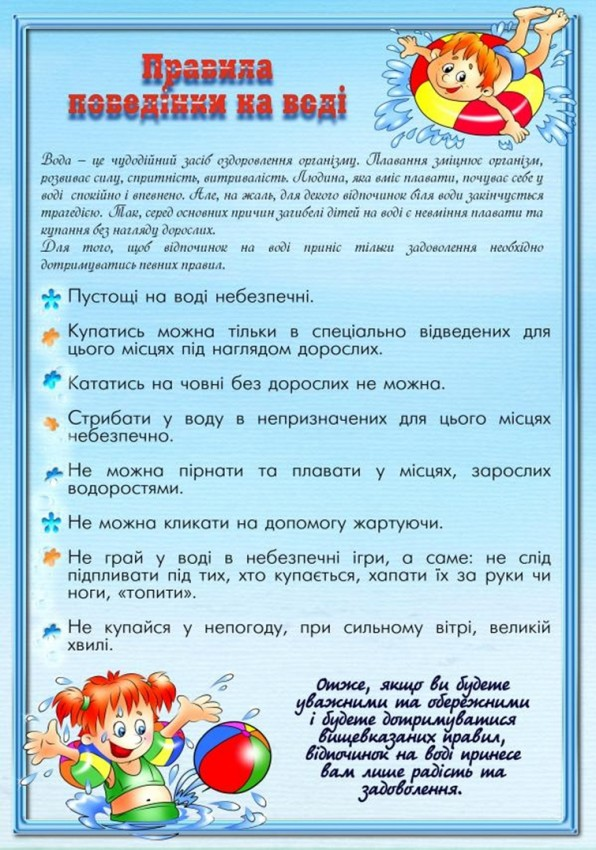 Правила
поведінки на воді
Вода – це чудодійний засіб оздоровлення організму. Плавання зміцнює організм,
розвиває силу, спритність, витривалість. Людина, яка вміє плавати, почуває себе у
воді спокійно і впевнено. Але, на жаль, для декого відпочинок біля води закінчується
трагедією. Так, серед основних причин загибелі дітей на воді є невміння плавати та
купання без нагляду дорослих.
Для того, щоб відпочинок на воді приніс тільки задоволення необхідно
дотримуватись певних правил.
Пустощі на воді небезпечні.
Купатись можна тільки в спеціально відведених для
цього місцях під наглядом дорослих.
Кататись на човні без дорослих не можна.
Стрибати у воду в непризначених для цього місцях
небезпечно.
Не можна пірнати та плавати у місцях, зарослих
водоростями.
Не можна кликати на допомогу жартуючи.
Не грай у воді в небезпечні ігри, а саме: не слід
підпливати під тих, хто купається, хапати їх за руки чи
ноги, «топити».
Не купайся у непогоду, при сильному вітрі, великій
хвилі.
Отже, якщо ви будете
уважними та обережними
і будете дотримуватися
вищевказаних правил,
відпочинок на воді принесе
вам лише радість та
задоволення.